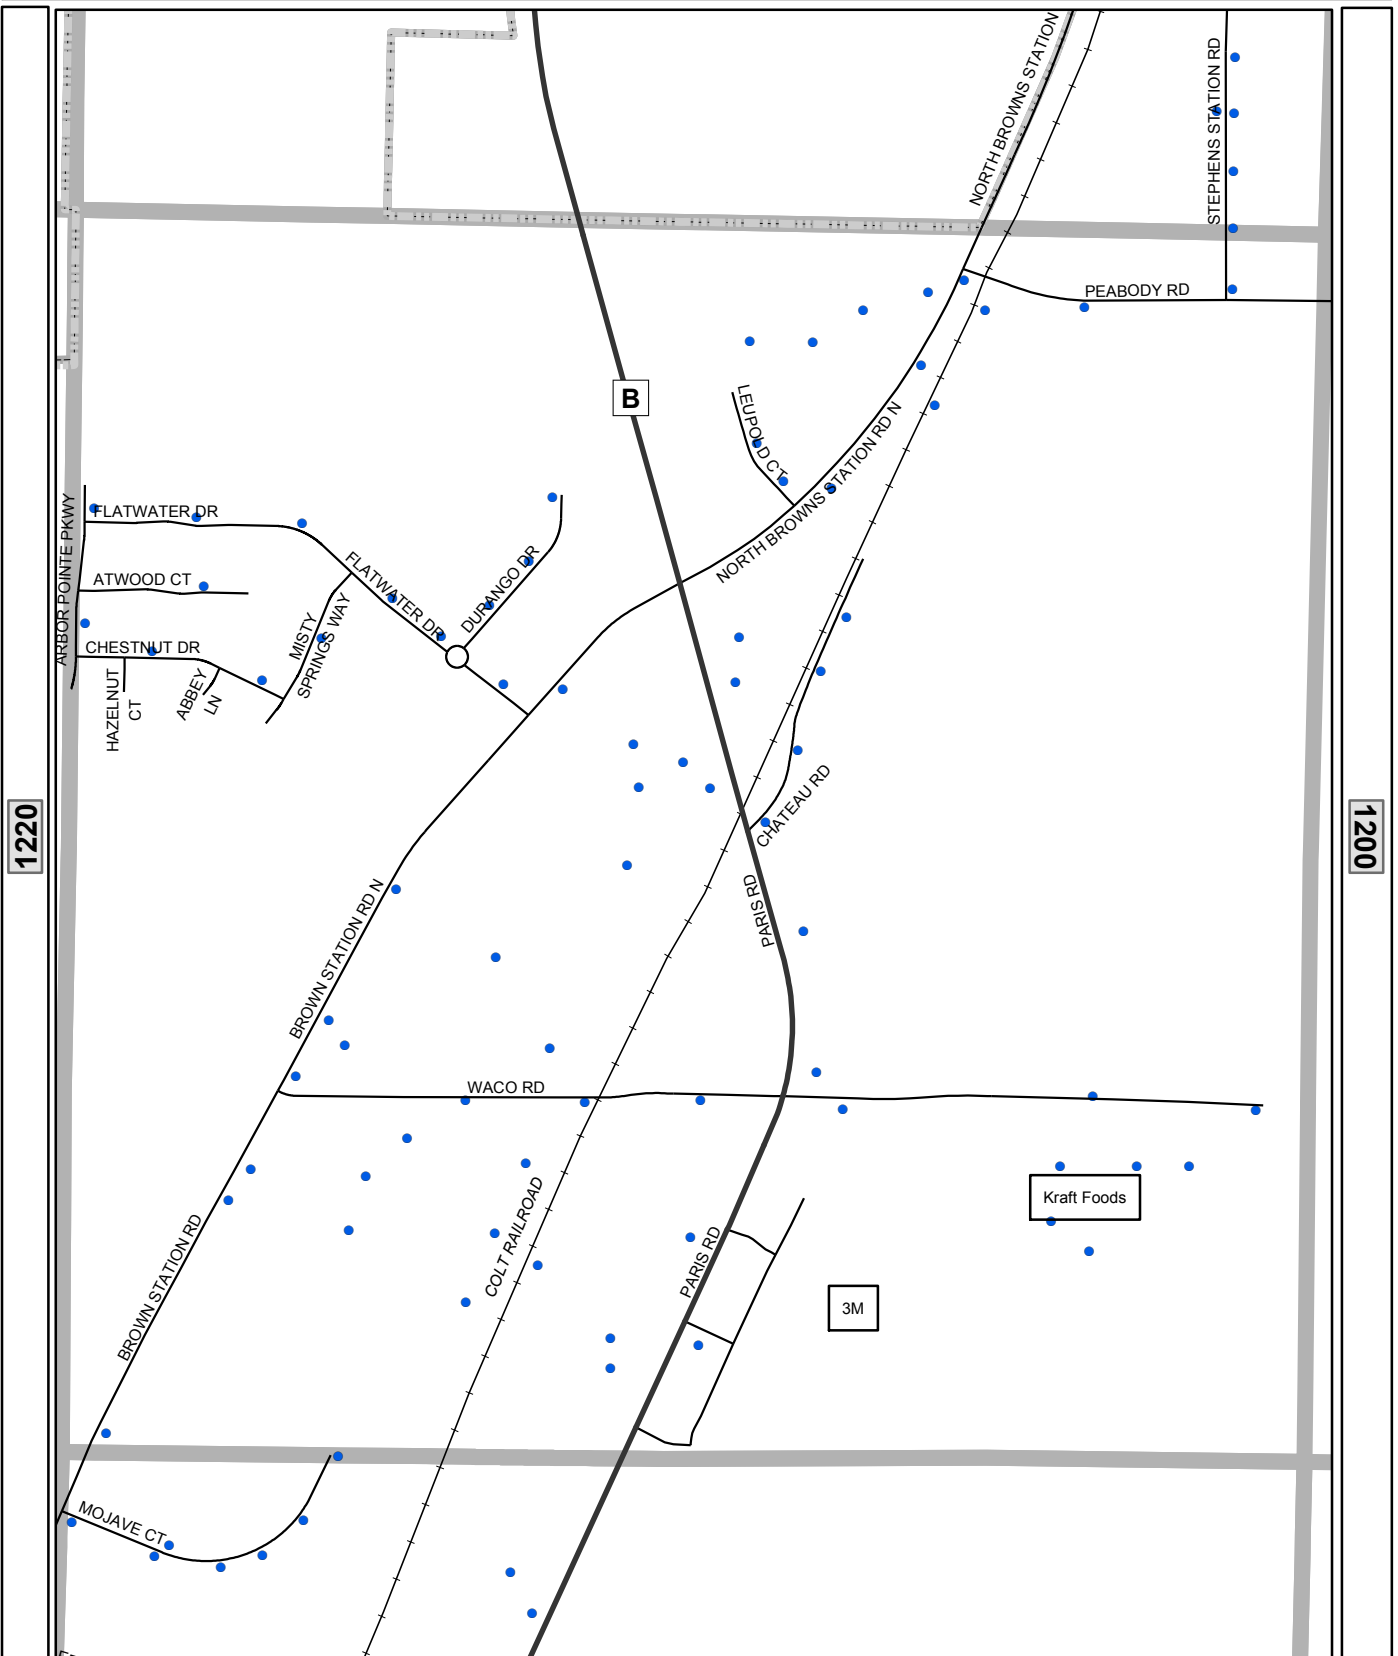 NORTH BROWNS STATION
STEPHENS STATION RD
PEABODY RD
B
LEUPOLD CT
NORTH BROWNS STATION RD N
ARBOR POINTE PKWY
FLATWATER DR
FLATWATER DR
DURANGO DR
ATWOOD CT
MISTY
SPRINGS WAY
CHESTNUT DR
HAZELNUT
CT
ABBEY
LN
CHATEAU RD
1220
1200
PARIS RD
BROWN STATION RD N
WACO RD
Kraft Foods
COLT RAILROAD
PARIS RD
BROWN STATION RD
3M
MOJAVE CT